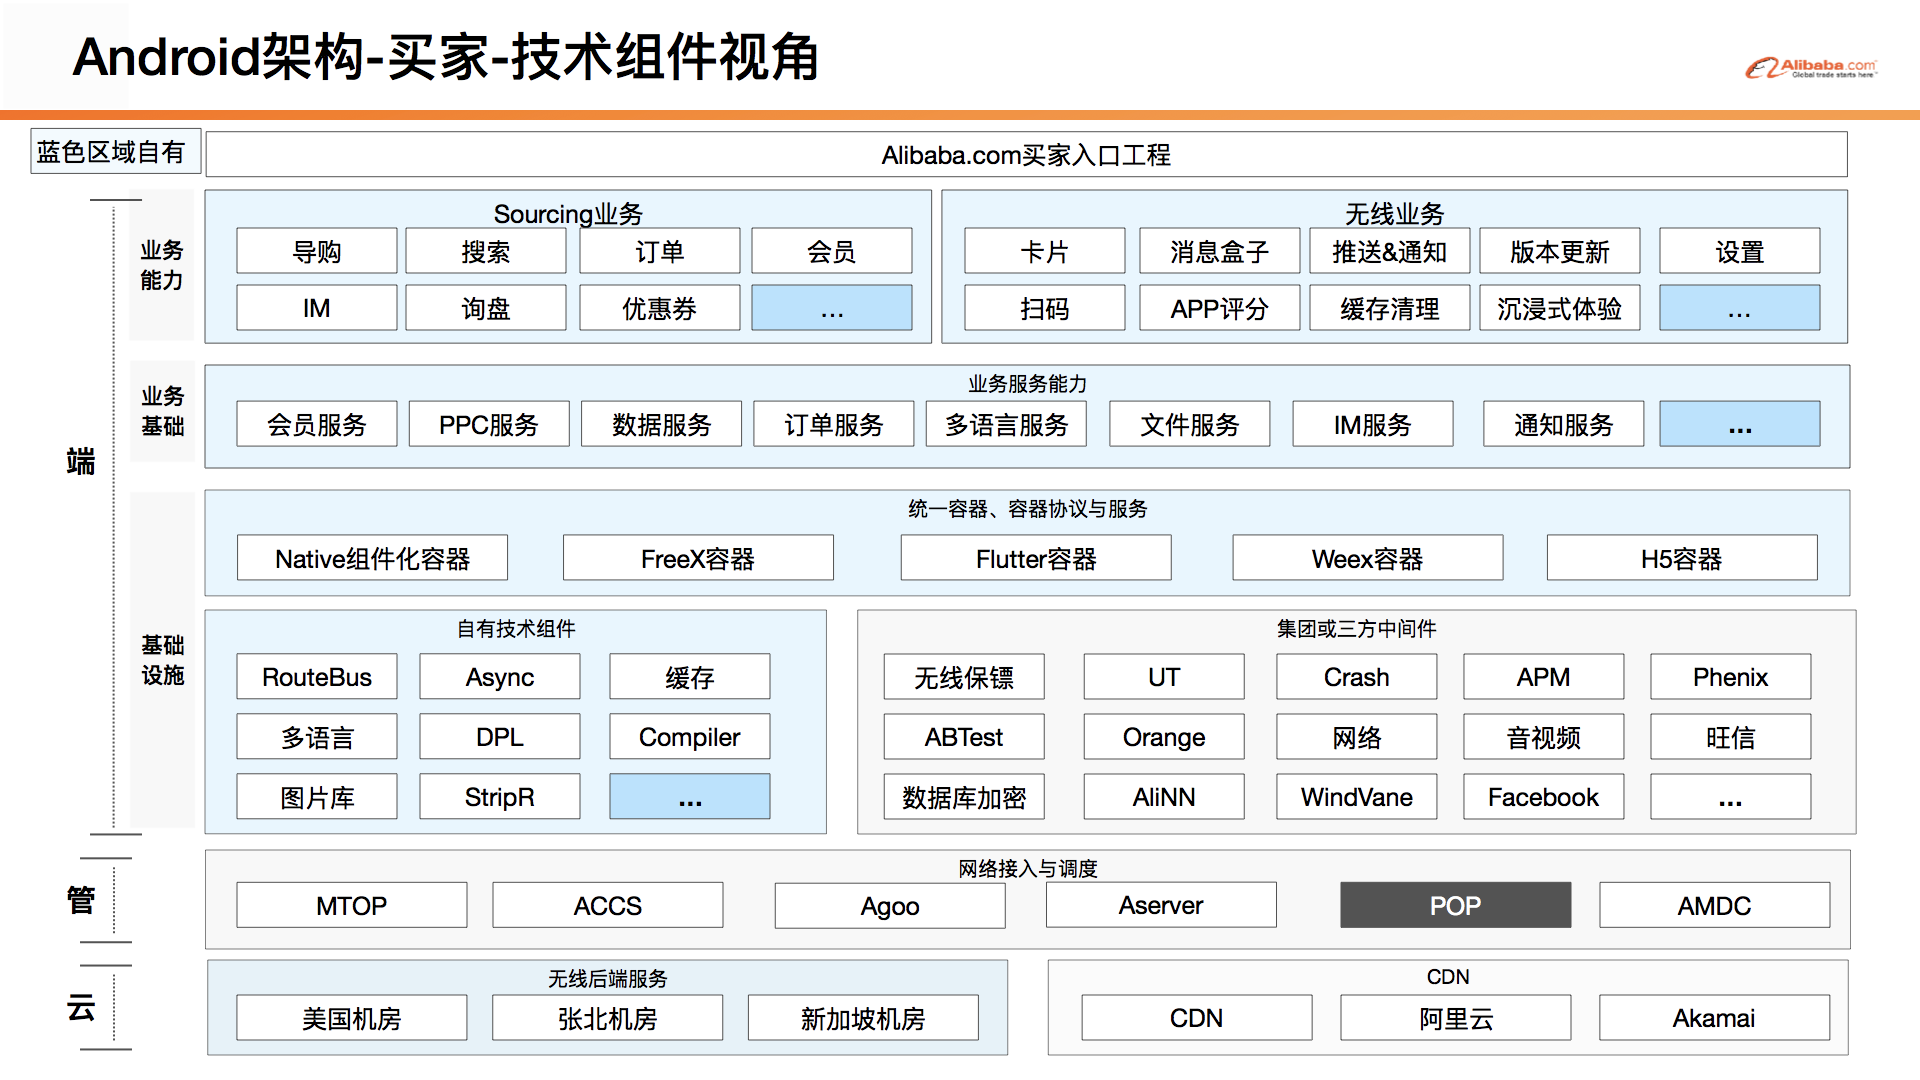 Android架构-买家-技术组件视角
Alibaba.com
Global trade starts here™
蓝色区域自有
Alibaba.com买家入口工程
端
业务
能力
Sourcing业务
导购 搜索 订单 会员
IM 询盘 优惠券 ...
无线业务
卡片 消息盒子 推送&通知 版本更新 设置
扫码 APP评分 缓存清理 沉浸式体验 ...
业务
基础
业务服务能力
会员服务 PPC服务 数据服务 订单服务 多语言服务 文件服务 IM服务 通知服务 ...
基础
设施
统一容器、容器协议与服务
Native组件化容器 FreeX容器 Flutter容器 Weex容器 H5容器
自有技术组件
RouteBus Async 缓存
多语言 DPL Compiler
图片库 StripR ...
集团或三方中间件
无线保镖 UT Crash APM Phenix
ABTest Orange 网络 音视频 旺信
数据库加密 AliNN WindVane Facebook ...
管
网络接入与调度
MTOP ACCS Agoo Aserver POP AMDC
云
无线后端服务
美国机房 张北机房 新加坡机房
CDN
CDN 阿里云 Akamai